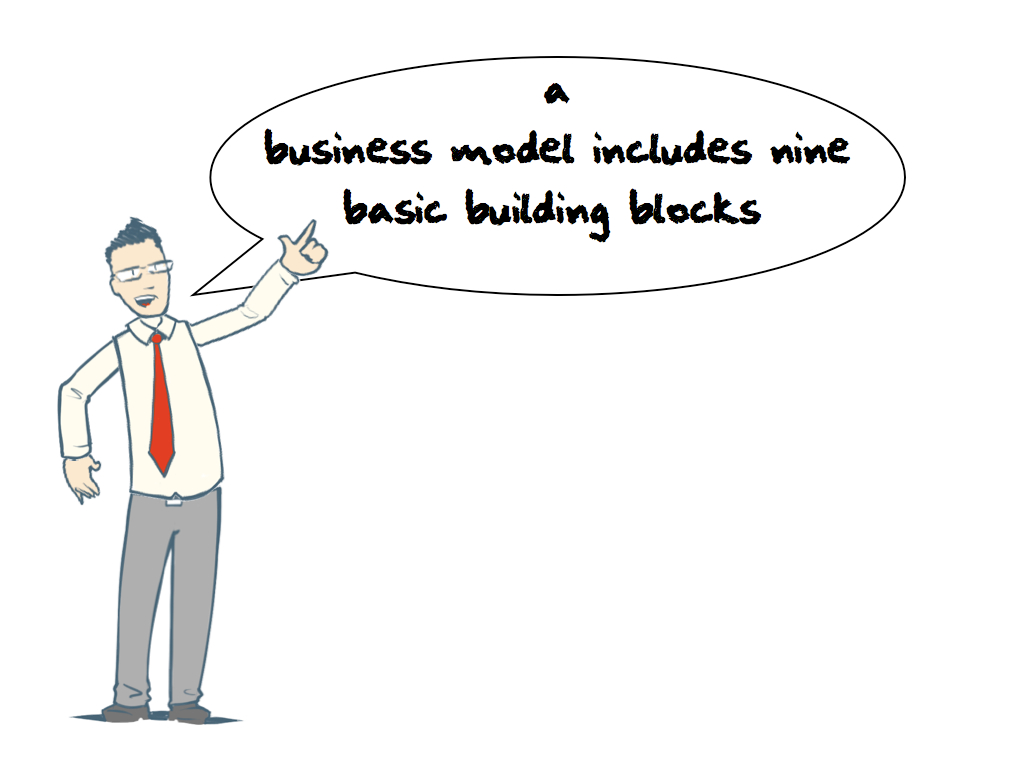 a
business model includes nine
basic building blocks